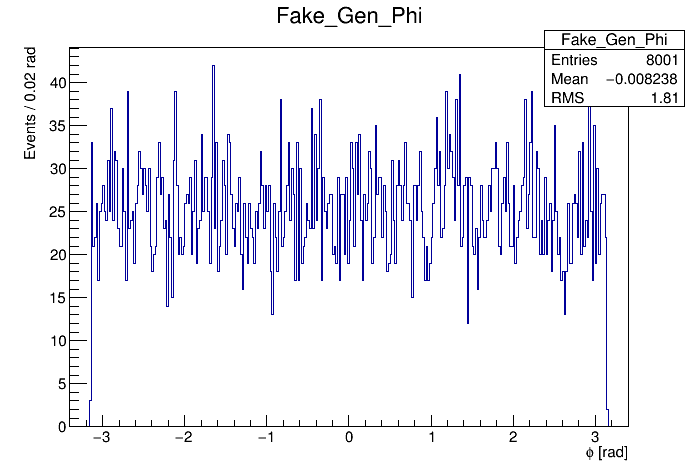 Fake_Gen_Phi
Fake_Gen_Phi
Entries 8001
Mean −0.008238
RMS 1.81
Events / 0.02 rad
40
35
30
25
20
15
10
5
0
−3 −2 −1 0 1 2 3
ϕ [rad]